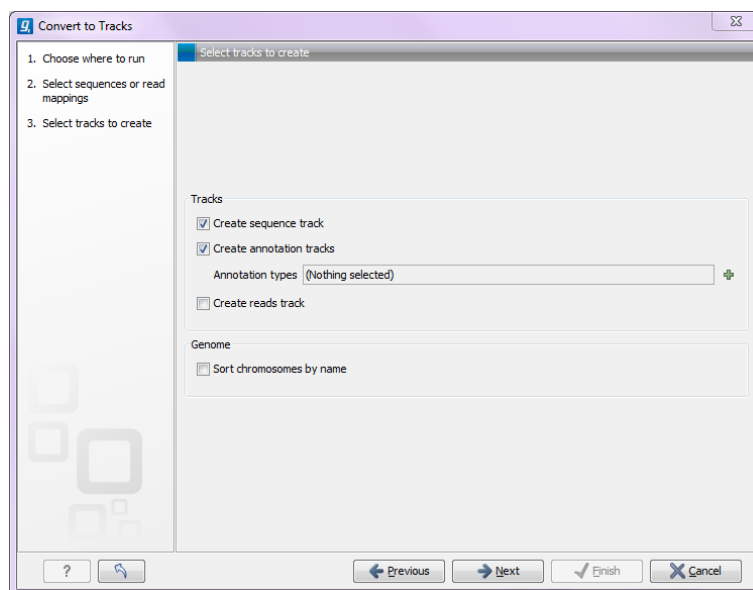 Convert to Tracks
1. Choose where to run
2. Select sequences or read
mappings
3. Select tracks to create
Select tracks to create
Tracks
Create sequence track
Create annotation tracks
Annotation types (Nothing selected)
Create reads track
Genome
Sort chromosomes by name
? Previous Next Finish Cancel